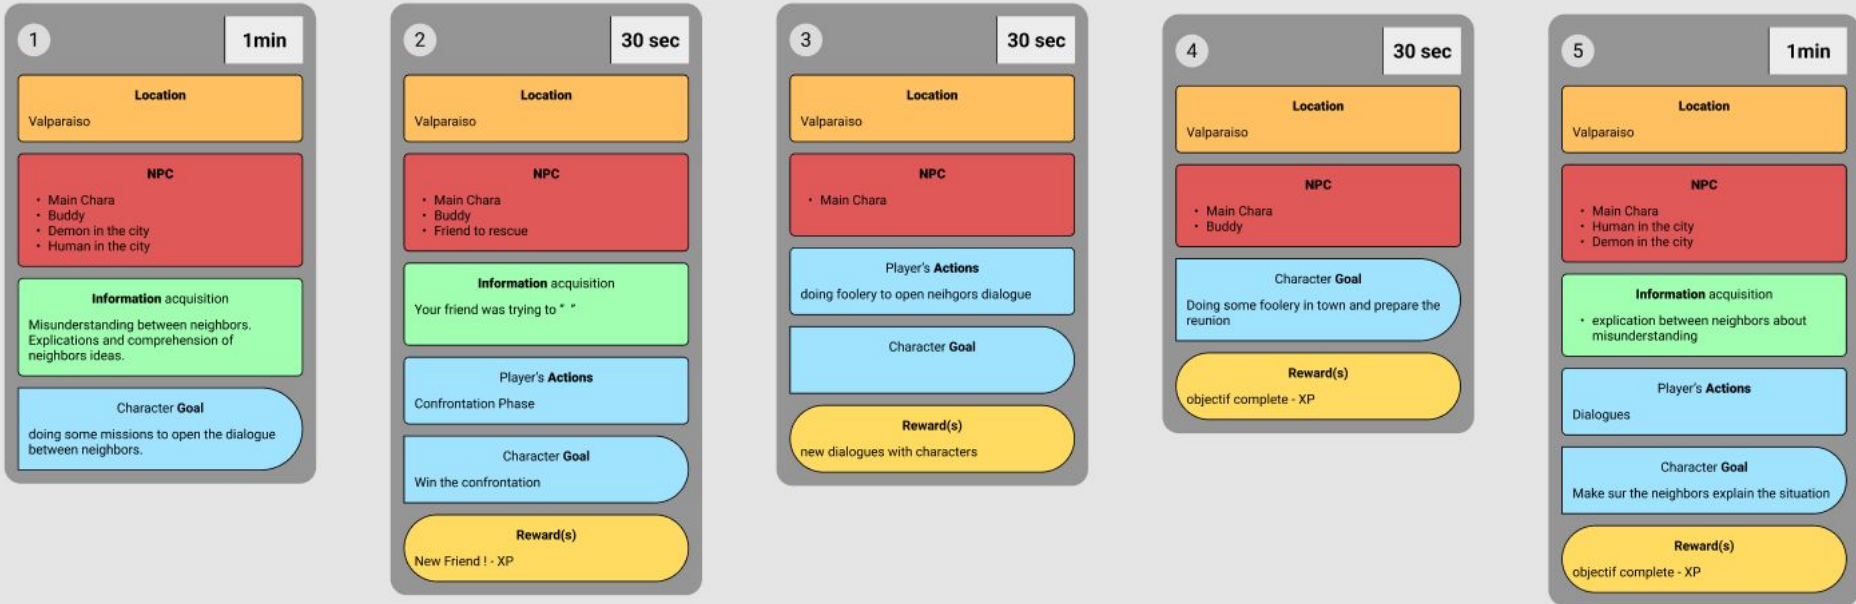 1
1min
Location
Valparaiso
NPC
• Main Chara
• Buddy
• Demon in the city
• Human in the city
Information acquisition
Misunderstanding between neighbors.
Explications and comprehension of
neighbors ideas.
Character Goal
doing some missions to open the dialogue
between neighbors.
2
30 sec
Location
Valparaiso
NPC
• Main Chara
• Buddy
• Friend to rescue
Information acquisition
Your friend was trying to “ ”
Player's Actions
Confrontation Phase
Character Goal
Win the confrontation
Reward(s)
New Friend ! - XP
3
30 sec
Location
Valparaiso
NPC
• Main Chara
Player's Actions
doing foolery to open neihgors dialogue
Character Goal
Reward(s)
new dialogues with characters
4
30 sec
Location
Valparaiso
NPC
• Main Chara
• Buddy
Character Goal
Doing some foolery in town and prepare the
reunion
Reward(s)
objectif complete - XP
5
1min
Location
Valparaiso
NPC
• Main Chara
• Human in the city
• Demon in the city
Information acquisition
• explication between neighbors about
misunderstanding
Player's Actions
Dialogues
Character Goal
Make sur the neighbors explain the situation
Reward(s)
objectif complete - XP